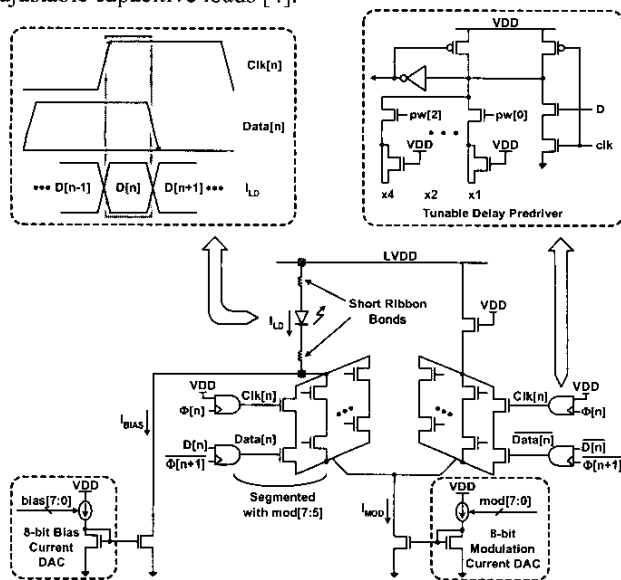 ajustable capacitive loads [4].
Clk[n]
Data[n]
••• D[n-1] D[n] D[n+1] ••• I_LD
VDD
pw[2] pw[0] D
VDD VDD clk
x4 x2 x1
Tunable Delay Predriver
LVDD
Short Ribbon
Bonds
VDD
I_LD
VDD Clk[n] Clk[n] VDD
Φ[n] Φ[n]
I_BIAS
D[n] Data[n] Data[n] D[n]
Φ[n+1] Φ[n+1]
Segmented
with mod[7:5]
I_MOD
bias[7:0] VDD VDD mod[7:0]
8-bit Bias
Current
DAC
8-bit
Modulation
Current DAC